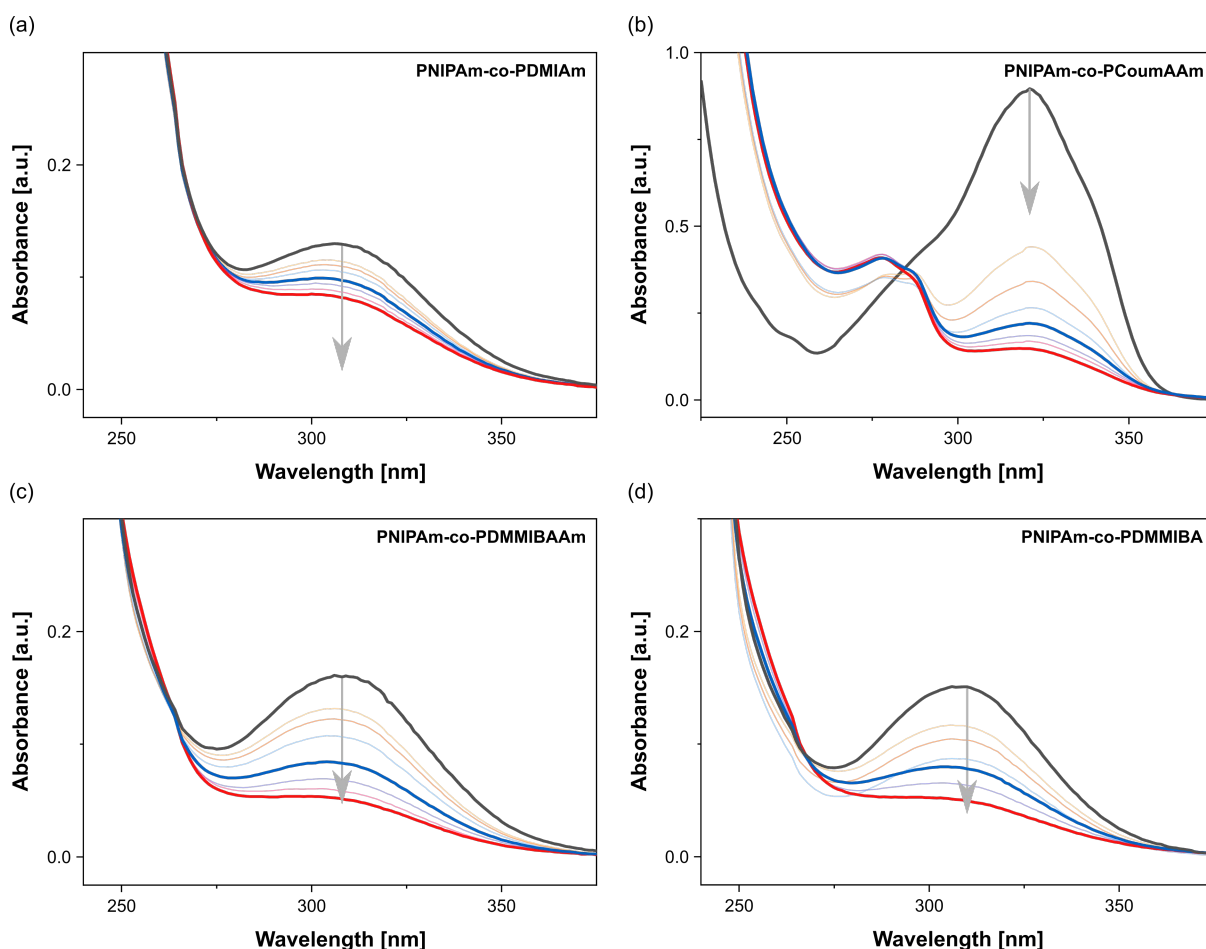 (a)
PNIPAm-co-PDMIAm
Absorbance [a.u.]
0.2
0.0
250
300
350
Wavelength [nm]
(b)
PNIPAm-co-PCoumAAm
Absorbance [a.u.]
1.0
0.5
0.0
250
300
350
Wavelength [nm]
(c)
PNIPAm-co-PDMMIBAAm
Absorbance [a.u.]
0.2
0.0
250
300
350
Wavelength [nm]
(d)
PNIPAm-co-PDMMIBA
Absorbance [a.u.]
0.2
0.0
250
300
350
Wavelength [nm]